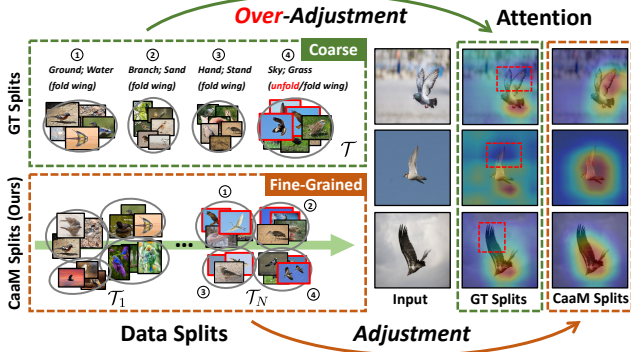 Over-Adjustment
Attention
GT Splits
Coarse
① ② ③ ④
Ground; Water
(fold wing)
Branch; Sand
(fold wing)
Hand; Stand
(fold wing)
Sky; Grass
(unfold/fold wing)
𝒯
CaaM Splits (Ours)
Fine-Grained
①
②
③
④
...
𝒯1
𝒯N
Input
GT Splits
CaaM Splits
Data Splits
Adjustment